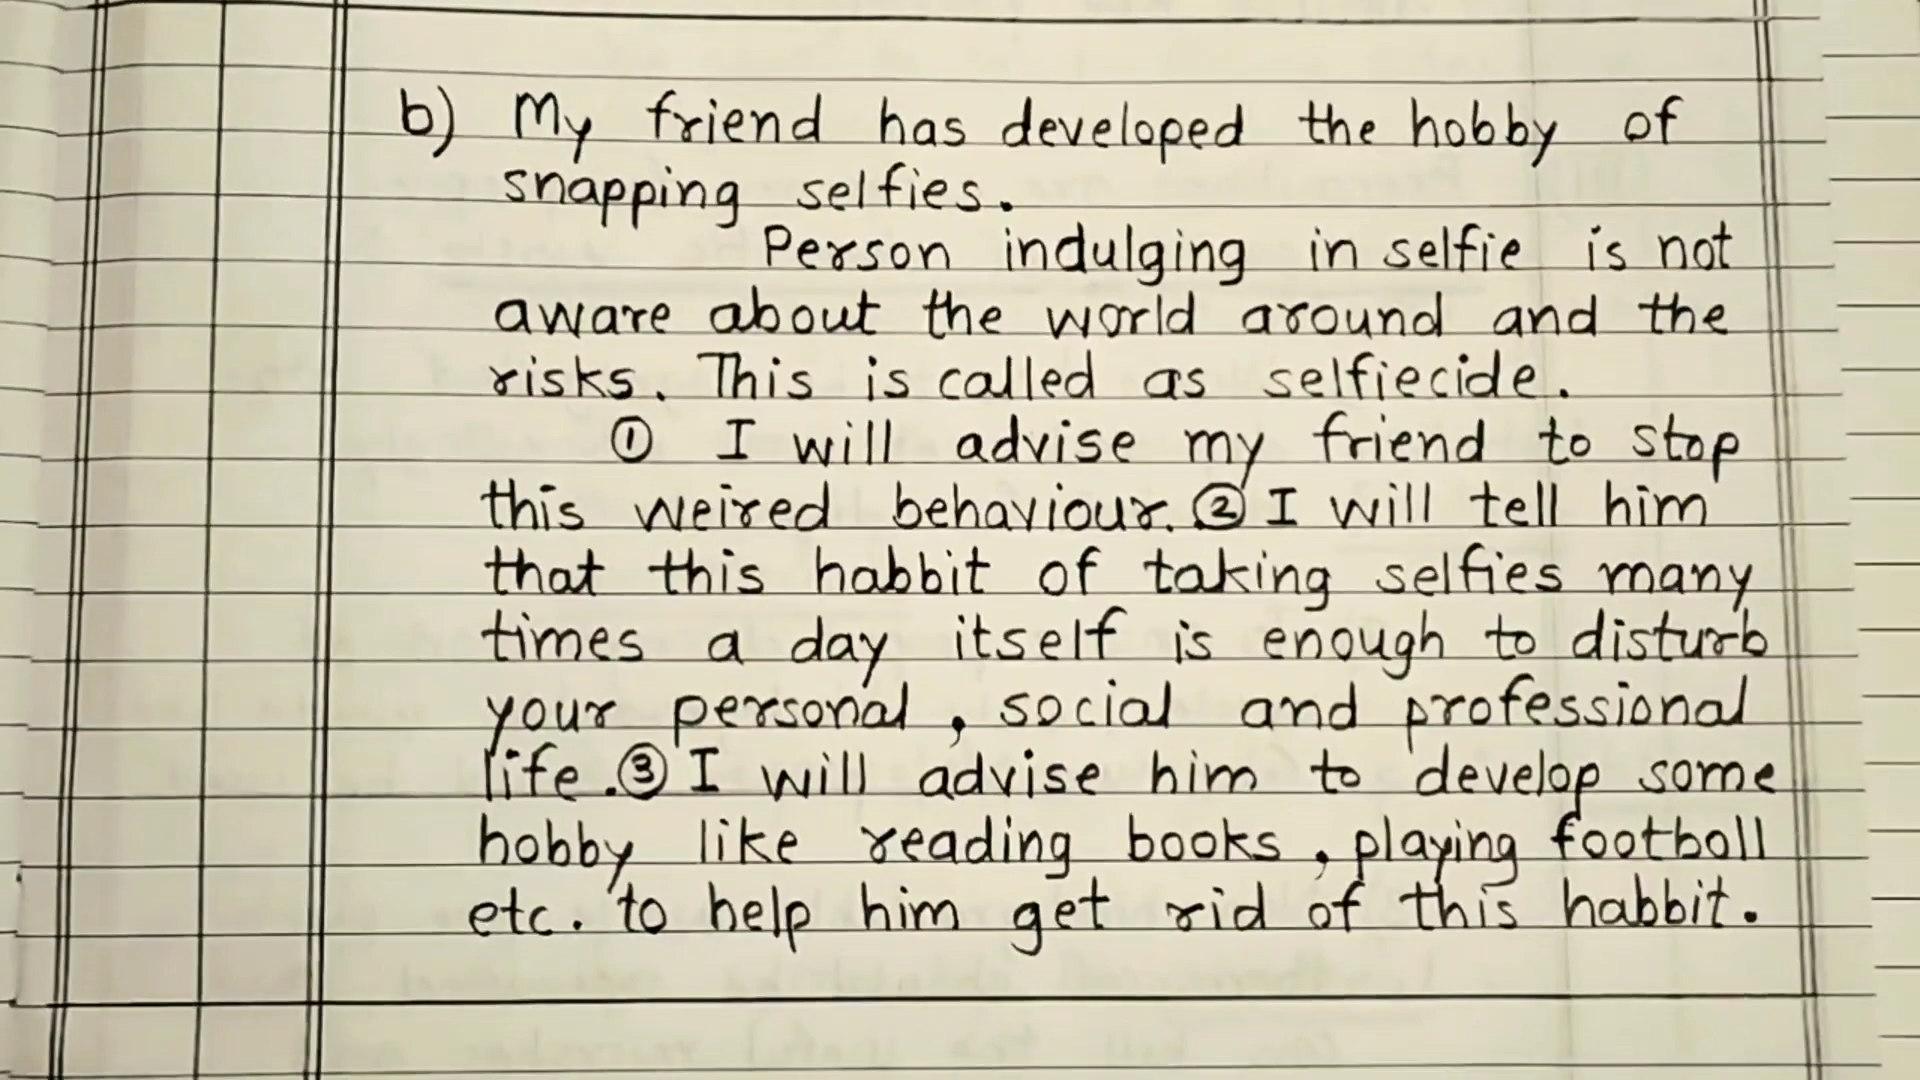 b) My friend has developed the hobby of
snapping selfies.
Person indulging in selfie is not
aware about the world around and the
risks. This is called as selfiecide.
① I will advise my friend to stop
this weired behaviour. ② I will tell him
that this habbit of taking selfies many
times a day itself is enough to disturb
your personal, social and professional
life. ③ I will advise him to develop some
hobby like reading books, playing football
etc. to help him get rid of this habbit.